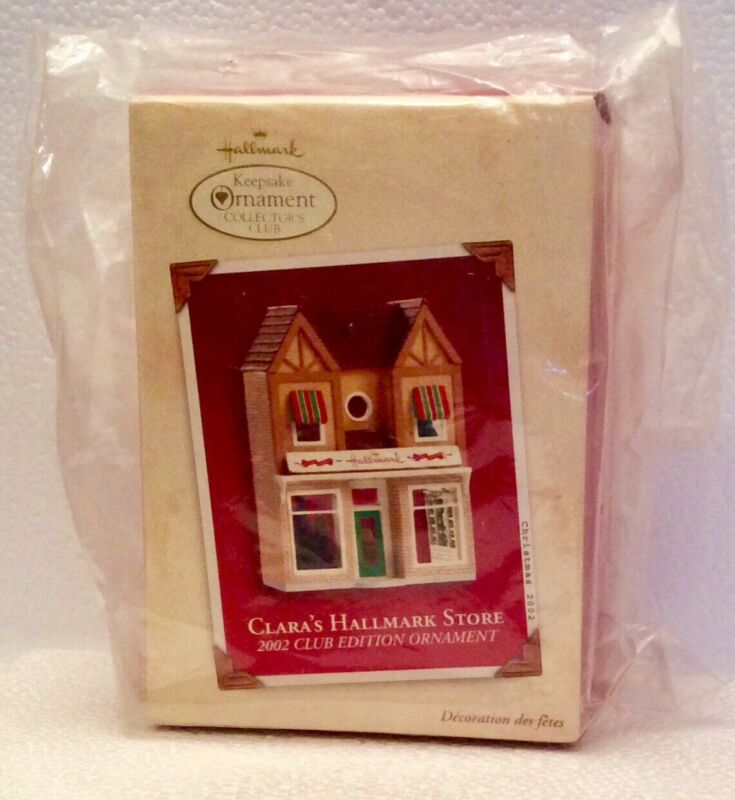 Hallmark
Keepsake
Ornament
COLLECTOR'S
CLUB
Hallmark
Christmas 2002
CLARA'S HALLMARK STORE
2002 CLUB EDITION ORNAMENT
Décoration des fêtes